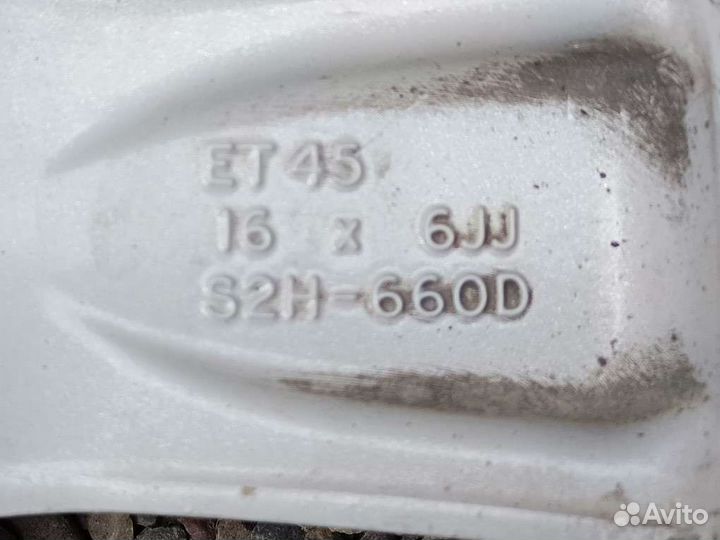 ET45
16 x 6JJ
S2H-660D
Avito